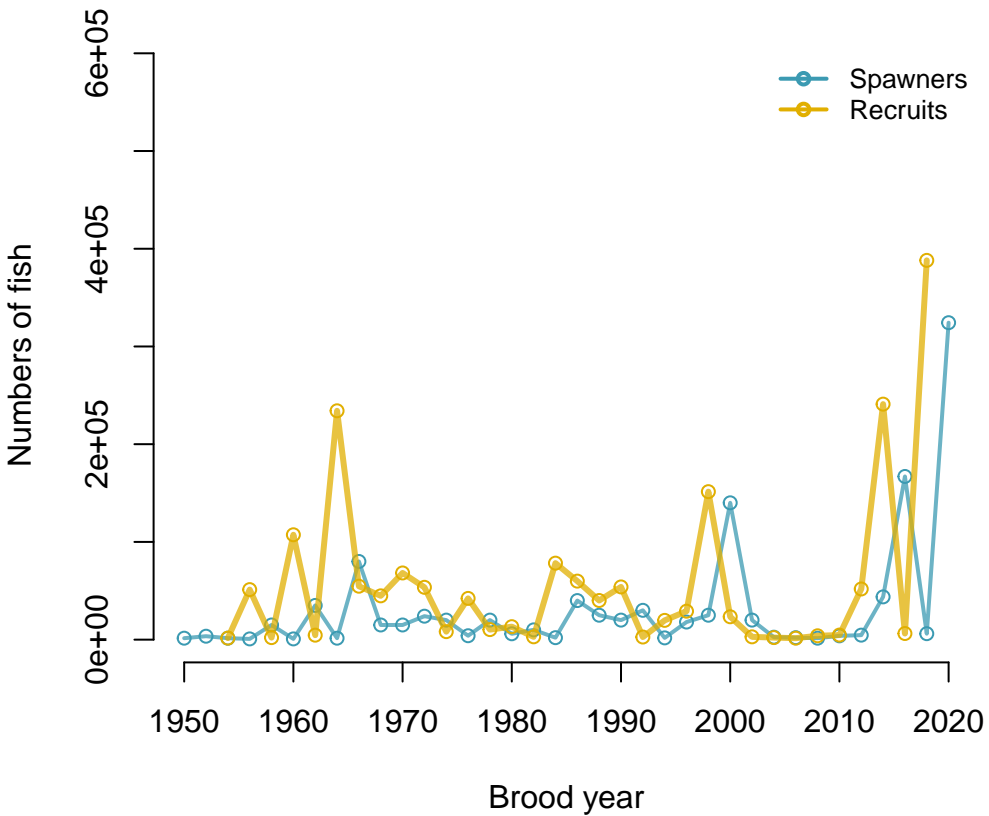 6e+05
4e+05
2e+05
0e+00
Numbers of fish
Spawners
Recruits
1950 1960 1970 1980 1990 2000 2010 2020
Brood year